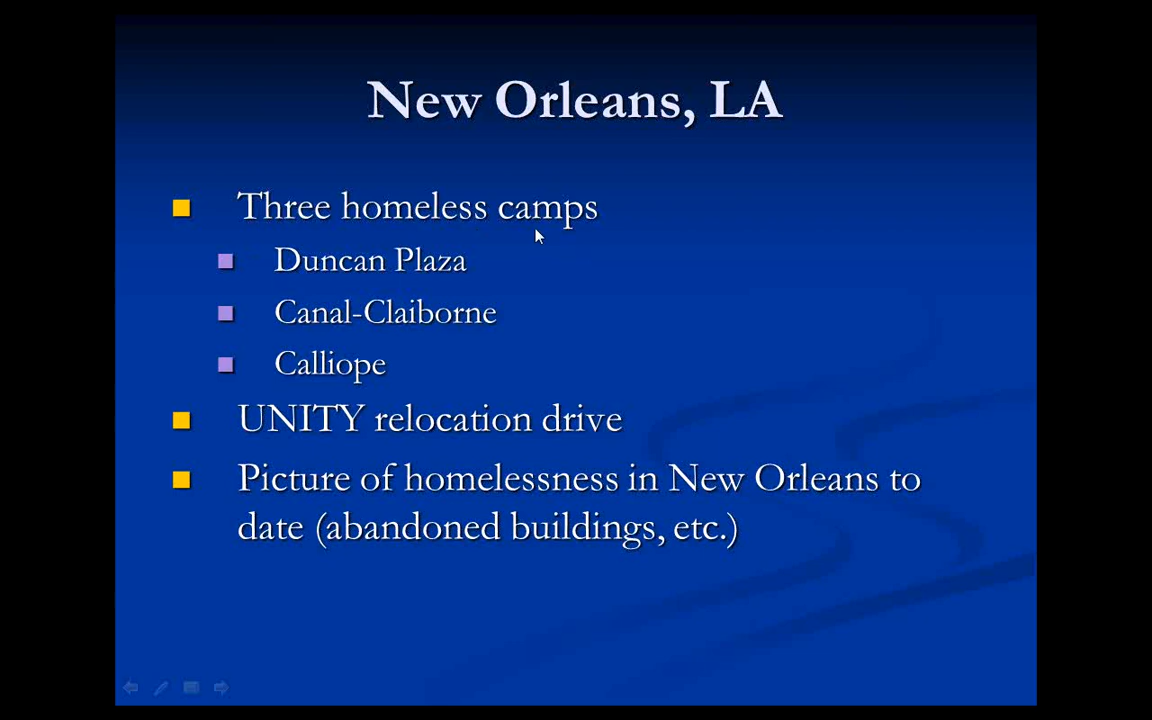 New Orleans, LA
Three homeless camps
Duncan Plaza
Canal-Claiborne
Calliope
UNITY relocation drive
Picture of homelessness in New Orleans to
date (abandoned buildings, etc.)